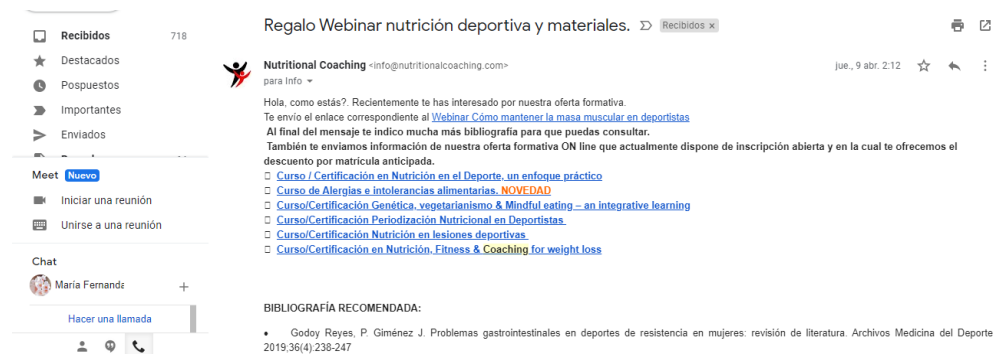 Recibidos 718
Destacados
Pospuestos
Importantes
Enviados
Meet Nuevo
Iniciar una reunión
Unirse a una reunión
Chat
María Fernanda
Hacer una llamada
Regalo Webinar nutrición deportiva y materiales. Recibidos x
Nutritional Coaching <info@nutritionalcoaching.com> jue., 9 abr. 2:12
para Info
Hola, como estás?. Recientemente te has interesado por nuestra oferta formativa.
Te envío el enlace correspondiente al Webinar Cómo mantener la masa muscular en deportistas
Al final del mensaje te indico mucha más bibliografía para que puedas consultar.
También te enviamos información de nuestra oferta formativa ON line que actualmente dispone de inscripción abierta y en la cual te ofrecemos el
descuento por matrícula anticipada.
Curso / Certificación en Nutrición en el Deporte, un enfoque práctico
Curso de Alergias e intolerancias alimentarias. NOVEDAD
Curso/Certificación Genética, vegetarianismo & Mindful eating – an integrative learning
Curso/Certificación Periodización Nutricional en Deportistas
Curso/Certificación Nutrición en lesiones deportivas
Curso/Certificación en Nutrición, Fitness & Coaching for weight loss
BIBLIOGRAFÍA RECOMENDADA:
• Godoy Reyes, P. Giménez J. Problemas gastrointestinales en deportes de resistencia en mujeres: revisión de literatura. Archivos Medicina del Deporte
2019;36(4):238-247